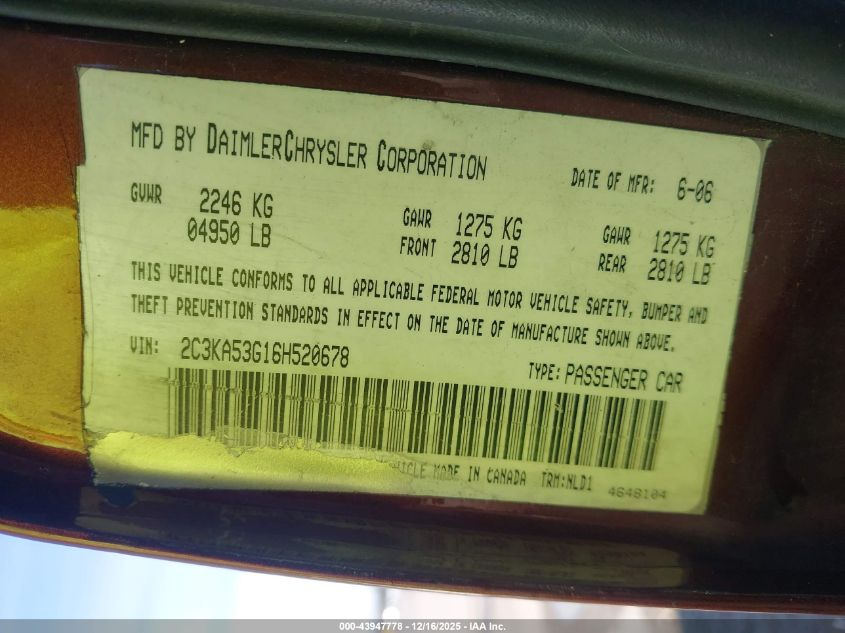 MFD BY DAIMLERCHRYSLER CORPORATION DATE OF MFR: 6-06
GVWR 2246 KG GAWR 1275 KG GAWR 1275 KG
04950 LB FRONT 2810 LB REAR 2810 LB
THIS VEHICLE CONFORMS TO ALL APPLICABLE FEDERAL MOTOR VEHICLE SAFETY, BUMPER AND
THEFT PREVENTION STANDARDS IN EFFECT ON THE DATE OF MANUFACTURE SHOWN ABOVE.
VIN: 2C3KA53G16H520678 TYPE: PASSENGER CAR
MADE IN CANADA TRM:NLD1 4648104
000-43947778 - 12/16/2025 - IAA Inc.